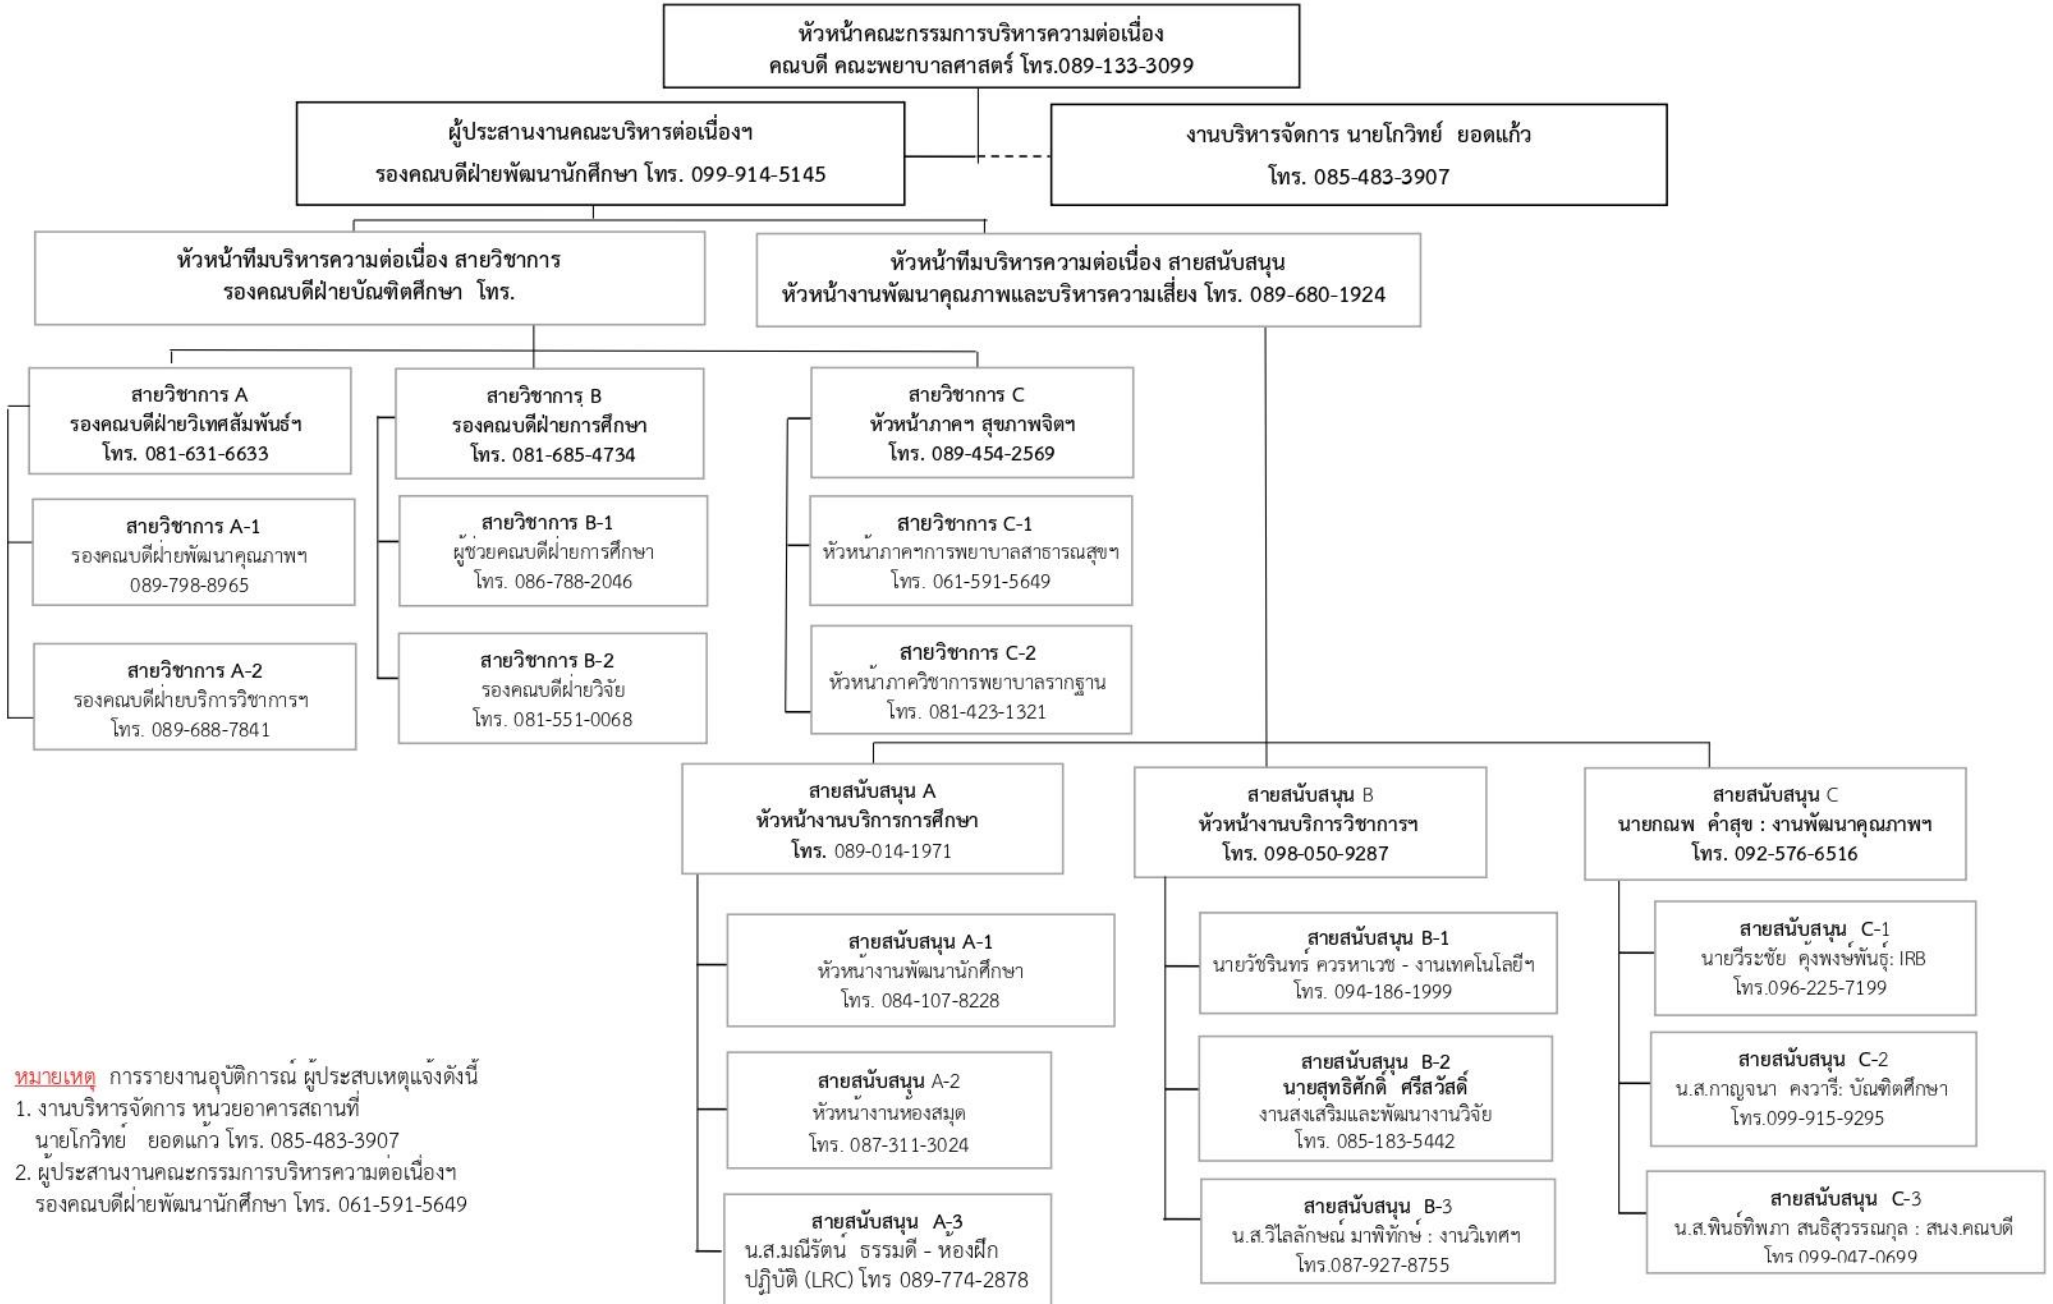 หัวหน้าคณะกรรมการบริหารความต่อเนื่อง
คณบดี คณะพยาบาลศาสตร์ โทร.089-133-3099
ผู้ประสานงานคณะบริหารต่อเนื่องฯ
รองคณบดีฝ่ายพัฒนานักศึกษา โทร. 099-914-5145
งานบริหารจัดการ นายโกวิทย์ ยอดแก้ว
โทร. 085-483-3907
หัวหน้าทีมบริหารความต่อเนื่อง สายวิชาการ
รองคณบดีฝ่ายบัณฑิตศึกษา โทร.
หัวหน้าทีมบริหารความต่อเนื่อง สายสนับสนุน
หัวหน้างานพัฒนาคุณภาพและบริหารความเสี่ยง โทร. 089-680-1924
สายวิชาการ A
รองคณบดีฝ่ายวิเทศสัมพันธ์ฯ
โทร. 081-631-6633
สายวิชาการ B
รองคณบดีฝ่ายการศึกษา
โทร. 081-685-4734
สายวิชาการ C
หัวหน้าภาคฯ สุขภาพจิตฯ
โทร. 089-454-2569
สายวิชาการ A-1
รองคณบดีฝ่ายพัฒนาคุณภาพฯ
089-798-8965
สายวิชาการ B-1
ผู้ช่วยคณบดีฝ่ายการศึกษา
โทร. 086-788-2046
สายวิชาการ C-1
หัวหน้าภาคฯการพยาบาลสาธารณสุขฯ
โทร. 061-591-5649
สายวิชาการ A-2
รองคณบดีฝ่ายบริการวิชาการฯ
โทร. 089-688-7841
สายวิชาการ B-2
รองคณบดีฝ่ายวิจัย
โทร. 081-551-0068
สายวิชาการ C-2
หัวหน้าภาควิชาการพยาบาลรากฐาน
โทร. 081-423-1321
สายสนับสนุน A
หัวหน้างานบริการการศึกษา
โทร. 089-014-1971
สายสนับสนุน B
หัวหน้างานบริการวิชาการฯ
โทร. 098-050-9287
สายสนับสนุน C
นายกณพ คำสุข : งานพัฒนาคุณภาพฯ
โทร. 092-576-6516
สายสนับสนุน A-1
หัวหน้างานพัฒนานักศึกษา
โทร. 084-107-8228
สายสนับสนุน B-1
นายวัชรินทร์ ควรหาเวช - งานเทคโนโลยีฯ
โทร. 094-186-1999
สายสนับสนุน C-1
นายวีระชัย คุ้งพงษ์พันธุ์: IRB
โทร.096-225-7199
สายสนับสนุน A-2
หัวหน้างานห้องสมุด
โทร. 087-311-3024
สายสนับสนุน B-2
นายสุทธิศักดิ์ ศรีสวัสดิ์
งานส่งเสริมและพัฒนางานวิจัย
โทร. 085-183-5442
สายสนับสนุน C-2
น.ส.กาญจนา คงวารี: บัณฑิตศึกษา
โทร.099-915-9295
สายสนับสนุน A-3
น.ส.มณีรัตน์ ธรรมดี - ห้องฝึก
ปฏิบัติ (LRC) โทร 089-774-2878
สายสนับสนุน B-3
น.ส.วิไลลักษณ์ มาพิทักษ์ : งานวิเทศฯ
โทร.087-927-8755
สายสนับสนุน C-3
น.ส.พินธ์ทิพภา สนธิสุวรรณกุล : สนง.คณบดี
โทร 099-047-0699
หมายเหตุ การรายงานอุบัติการณ์ ผู้ประสบเหตุแจ้งดังนี้
1. งานบริหารจัดการ หน่วยอาคารสถานที่
นายโกวิทย์ ยอดแก้ว โทร. 085-483-3907
2. ผู้ประสานงานคณะกรรมการบริหารความต่อเนื่องฯ
รองคณบดีฝ่ายพัฒนานักศึกษา โทร. 061-591-5649